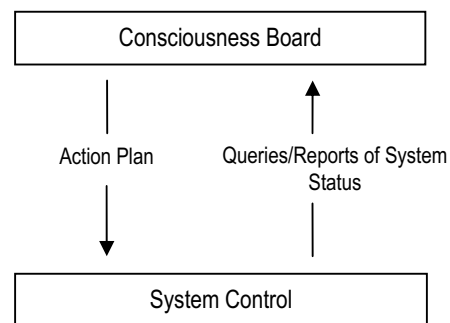 Consciousness Board
Action Plan
Queries/Reports of System
Status
System Control